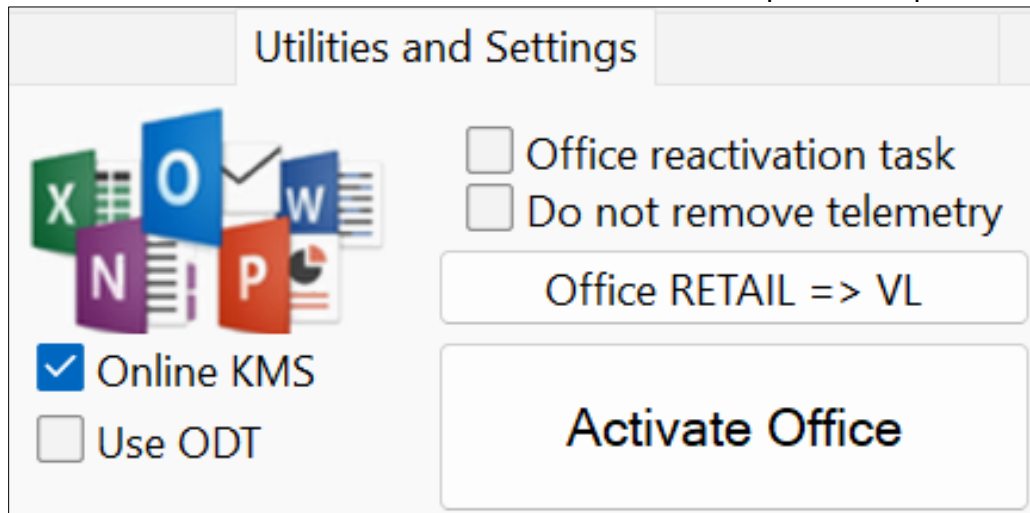 Utilities and Settings
X
O
W
N
P
Office reactivation task
Do not remove telemetry
Office RETAIL => VL
Online KMS
Use ODT
Activate Office